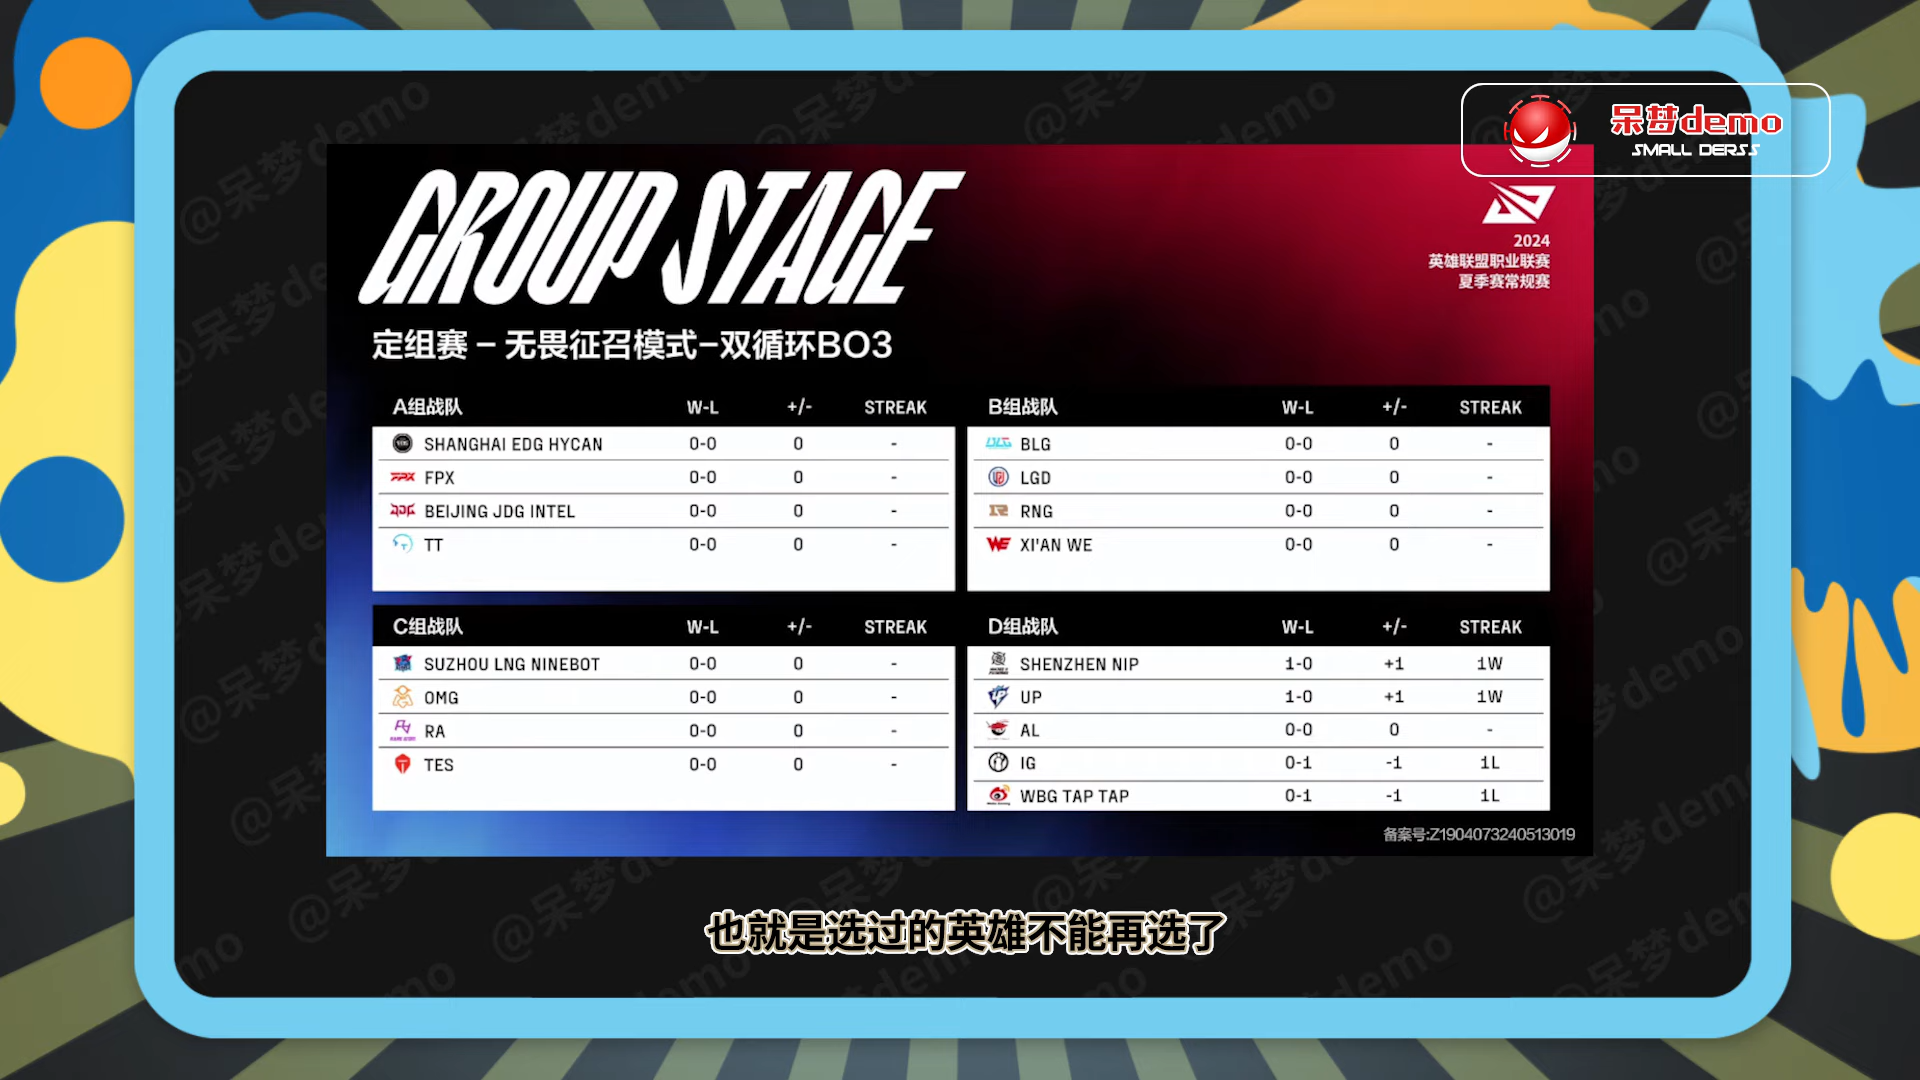 呆梦demo
SMALL DERSS
GROUP STAGE
2024
英雄联盟职业联赛
夏季赛常规赛
定组赛 – 无畏征召模式–双循环BO3
A组战队 W-L +/- STREAK
SHANGHAI EDG HYCAN 0-0 0 -
FPX 0-0 0 -
BEIJING JDG INTEL 0-0 0 -
TT 0-0 0 -
B组战队 W-L +/- STREAK
BLG 0-0 0 -
LGD 0-0 0 -
RNG 0-0 0 -
XI'AN WE 0-0 0 -
C组战队 W-L +/- STREAK
SUZHOU LNG NINEBOT 0-0 0 -
OMG 0-0 0 -
RA 0-0 0 -
TES 0-0 0 -
D组战队 W-L +/- STREAK
SHENZHEN NIP 1-0 +1 1W
UP 1-0 +1 1W
AL 0-0 0 -
IG 0-1 -1 1L
WBG TAP TAP 0-1 -1 1L
备案号:Z1904073240513019
也就是选过的英雄不能再选了
@呆梦demo